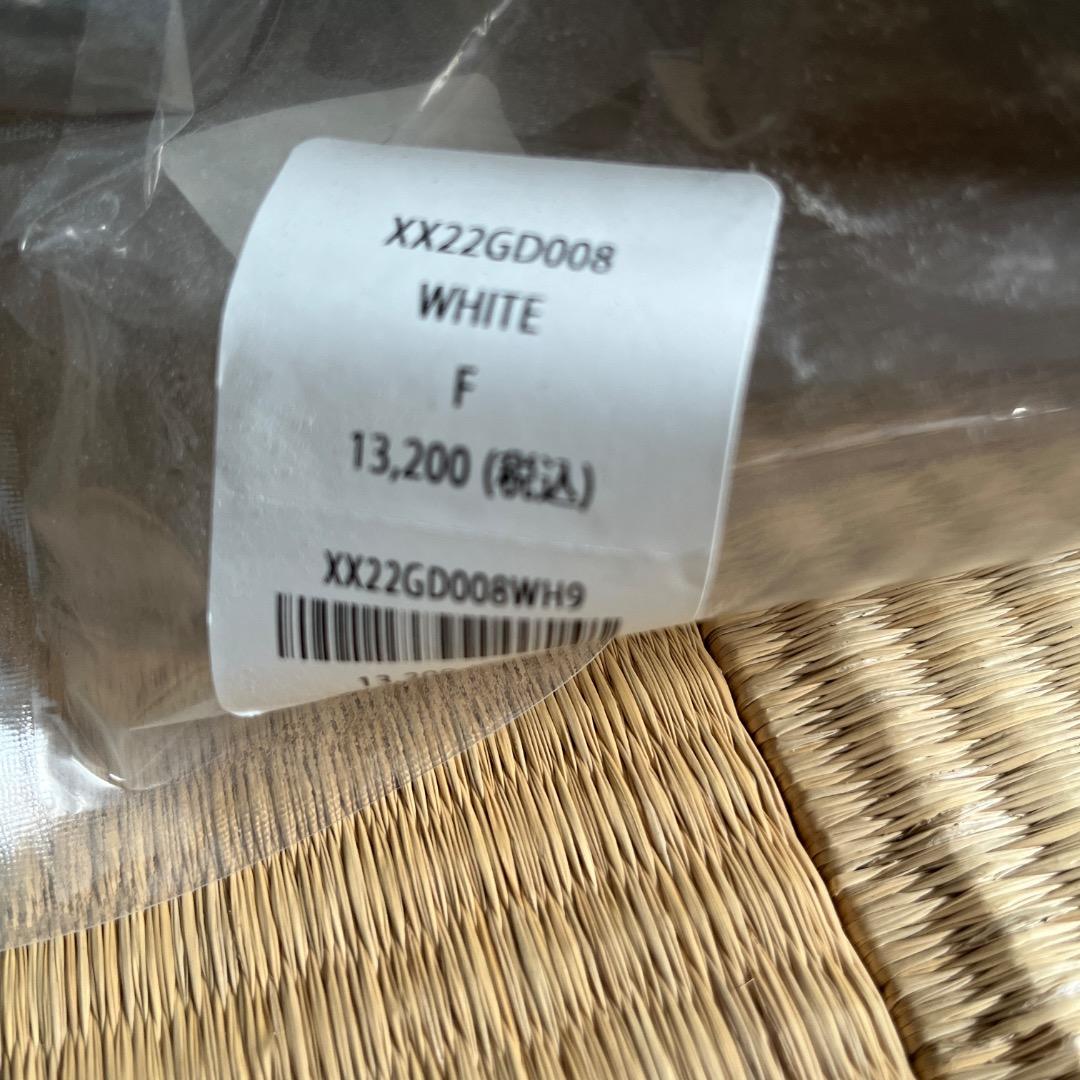 XX22GD008
WHITE
F
13,200 (税込)
XX22GD008WH9